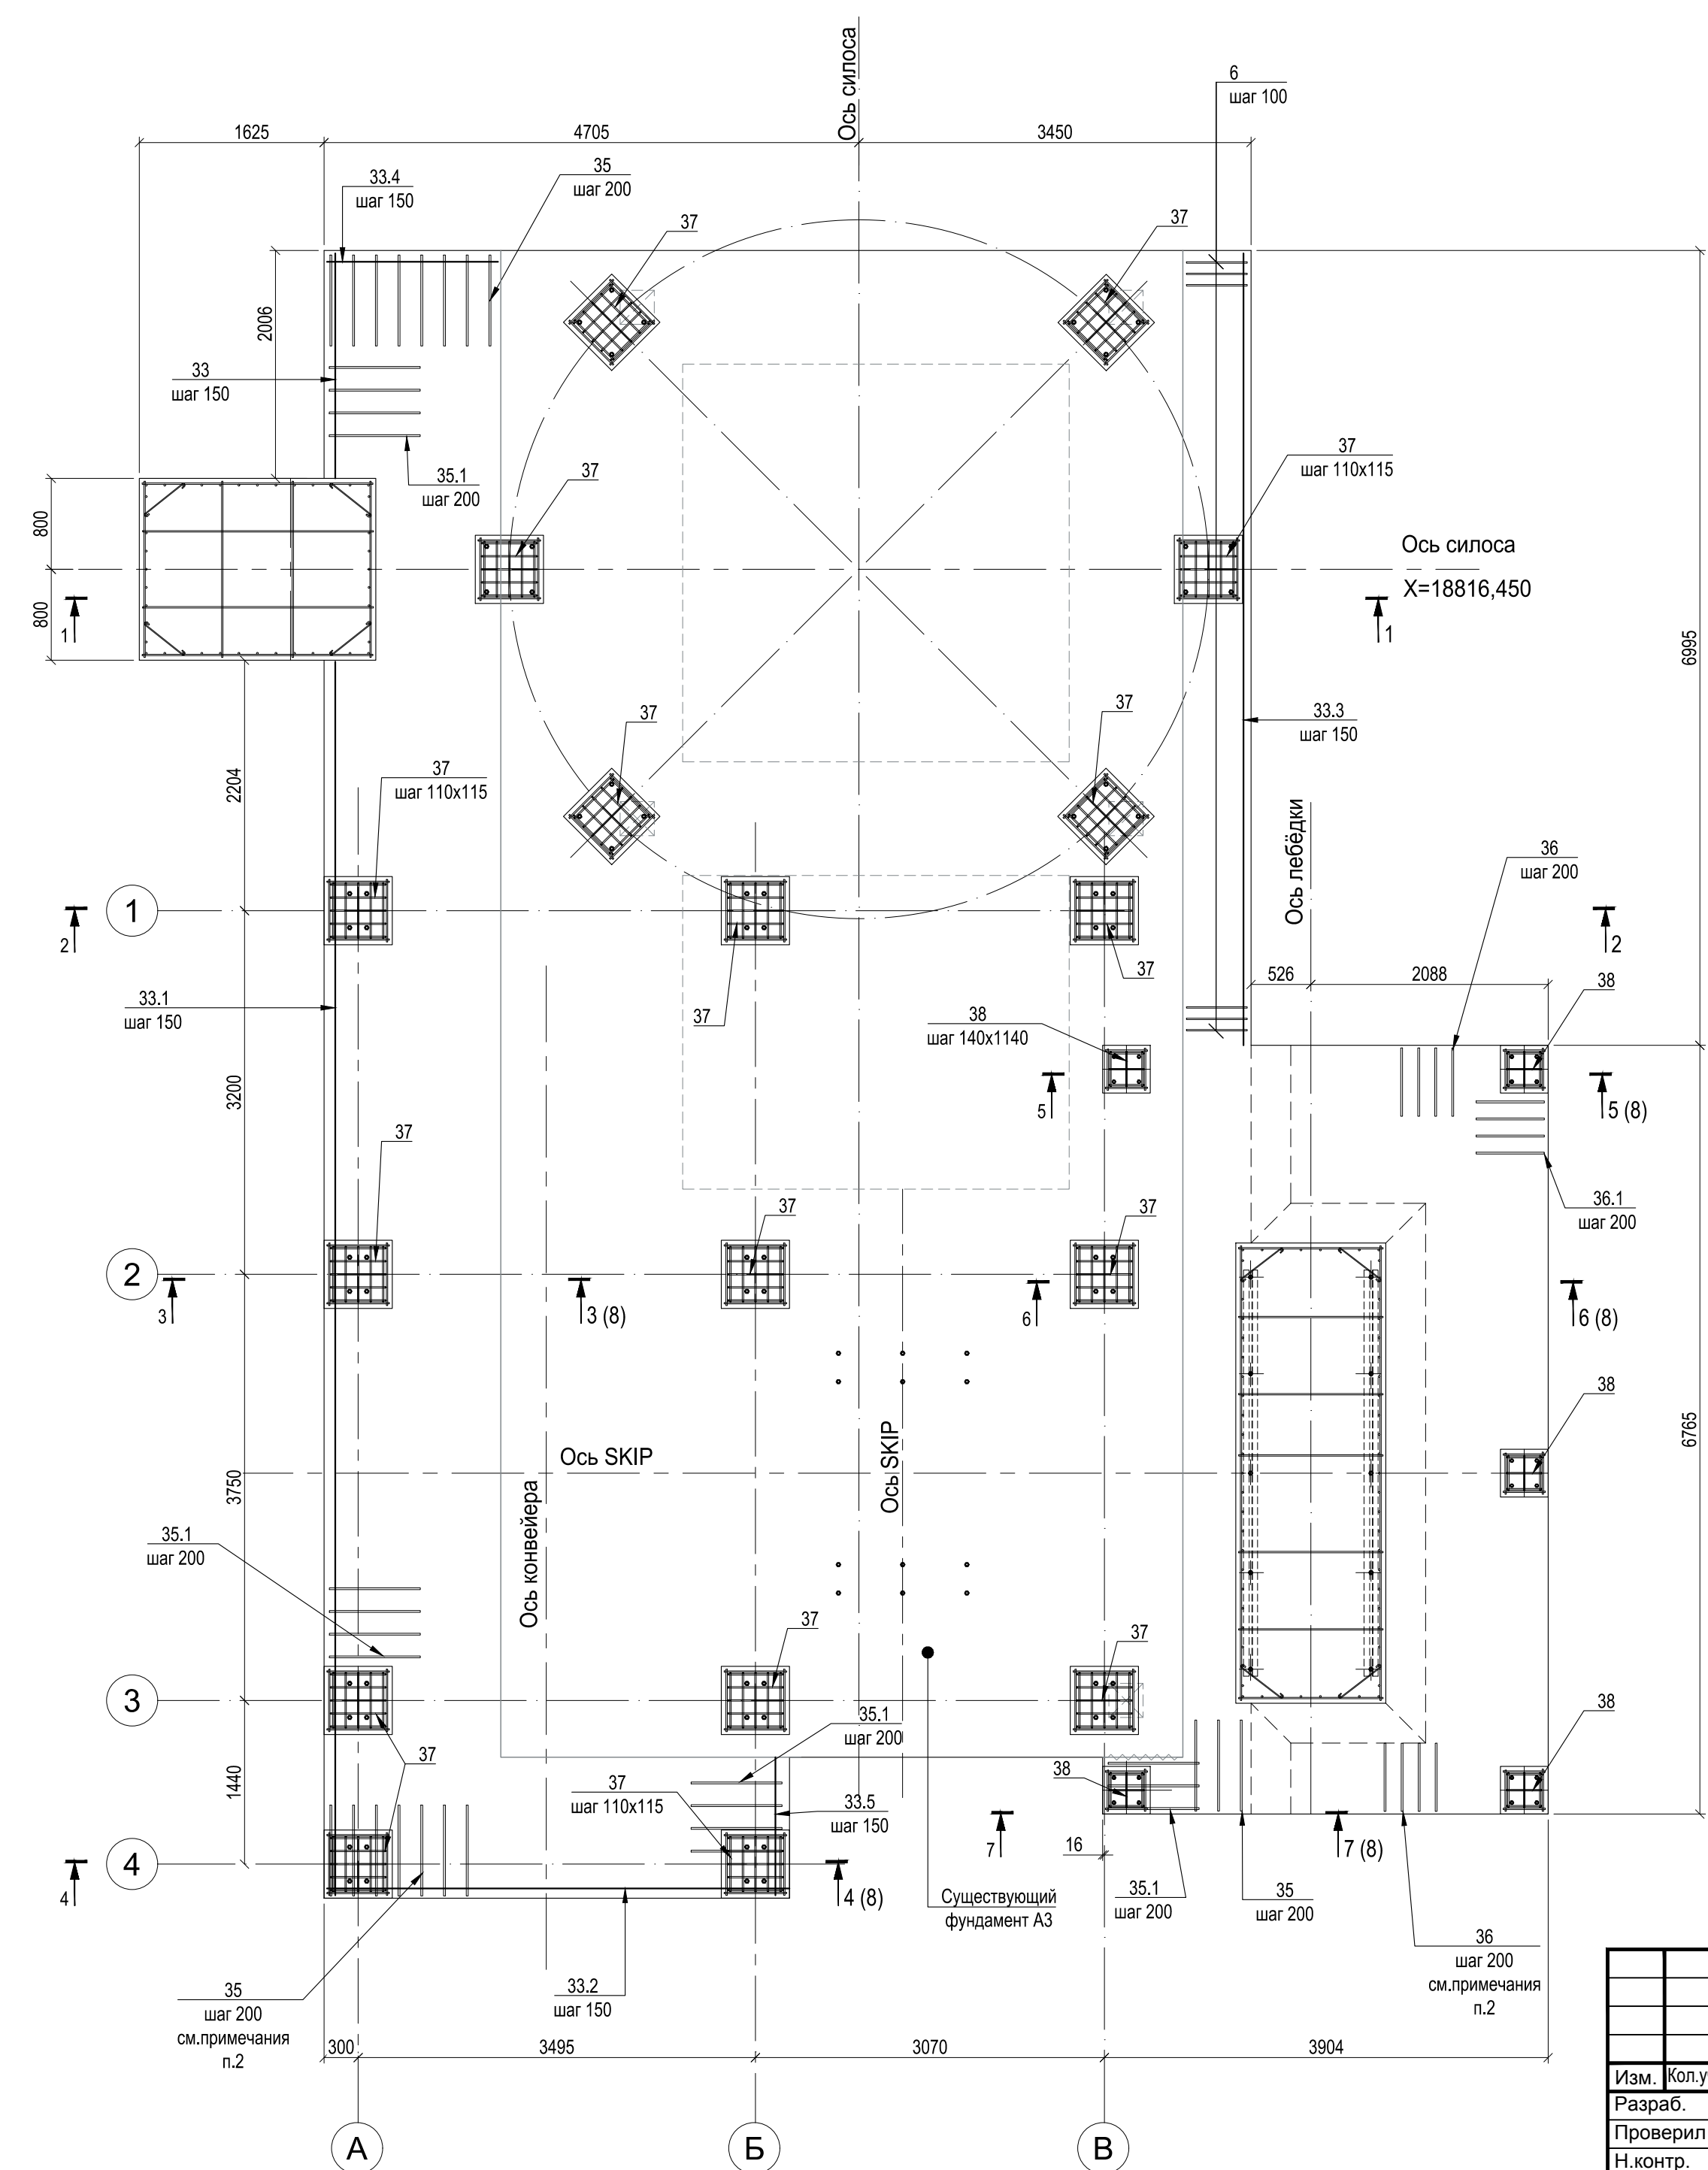 Ось силоса
6
шаг 100
1625
4705
3450
33.4
шаг 150
35
шаг 200
37
37
2006
33
шаг 150
35.1
шаг 200
37
37
шаг 110х115
800
800
Ось силоса
X=18816,450
1
1
6995
37
37
33.3
шаг 150
2204
37
шаг 110х115
Ось лебёдки
36
шаг 200
1
2
2
37
526
2088
38
33.1
шаг 150
37
38
шаг 140х1140
3200
5
5 (8)
37
37
37
36.1
шаг 200
2
3
3 (8)
6
6 (8)
38
6765
Ось SKIP
Ось SKIP
Ось конвейера
3750
35.1
шаг 200
37
37
3
35.1
шаг 200
38
37
37
шаг 110х115
38
1440
33.5
шаг 150
7
7 (8)
16
4
4
4 (8)
Существующий
фундамент А3
35.1
шаг 200
35
шаг 200
36
шаг 200
см.примечания
п.2
35
шаг 200
см.примечания
п.2
33.2
шаг 150
300
3495
3070
3904
А
Б
В
Изм.
Кол.у
Разраб.
Проверил
Н.контр.